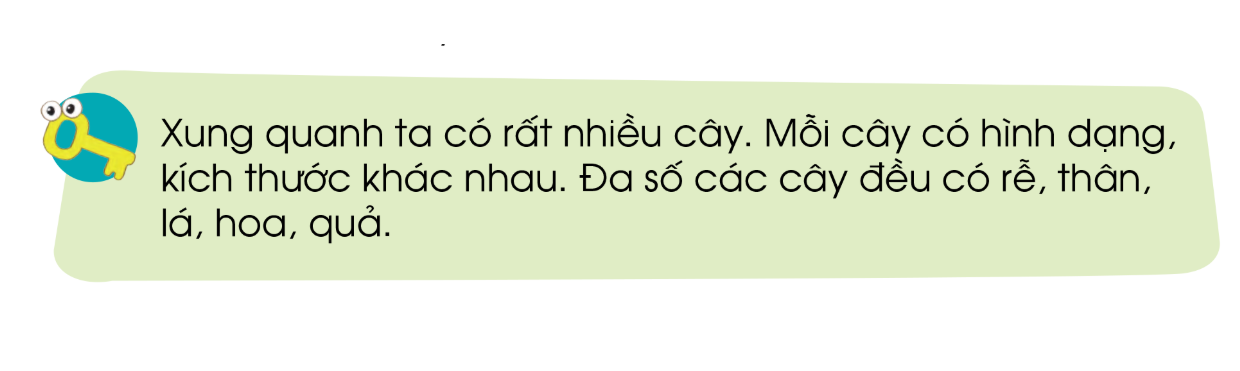 Xung quanh ta có rất nhiều cây. Mỗi cây có hình dạng,
kích thước khác nhau. Đa số các cây đều có rễ, thân,
lá, hoa, quả.